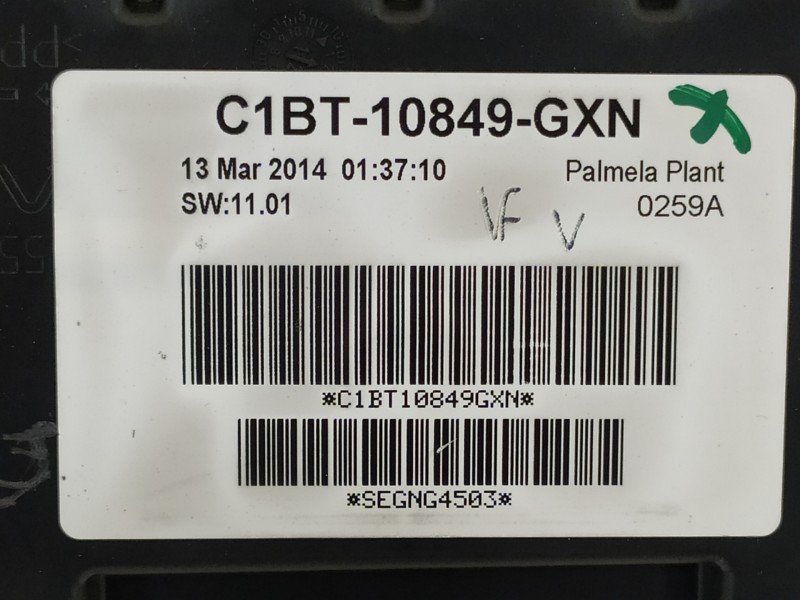 C1BT-10849-GXN
13 Mar 2014 01:37:10 Palmela Plant
SW:11.01 0259A
VF V
*C1BT10849GXN*
*SEGNG4503*